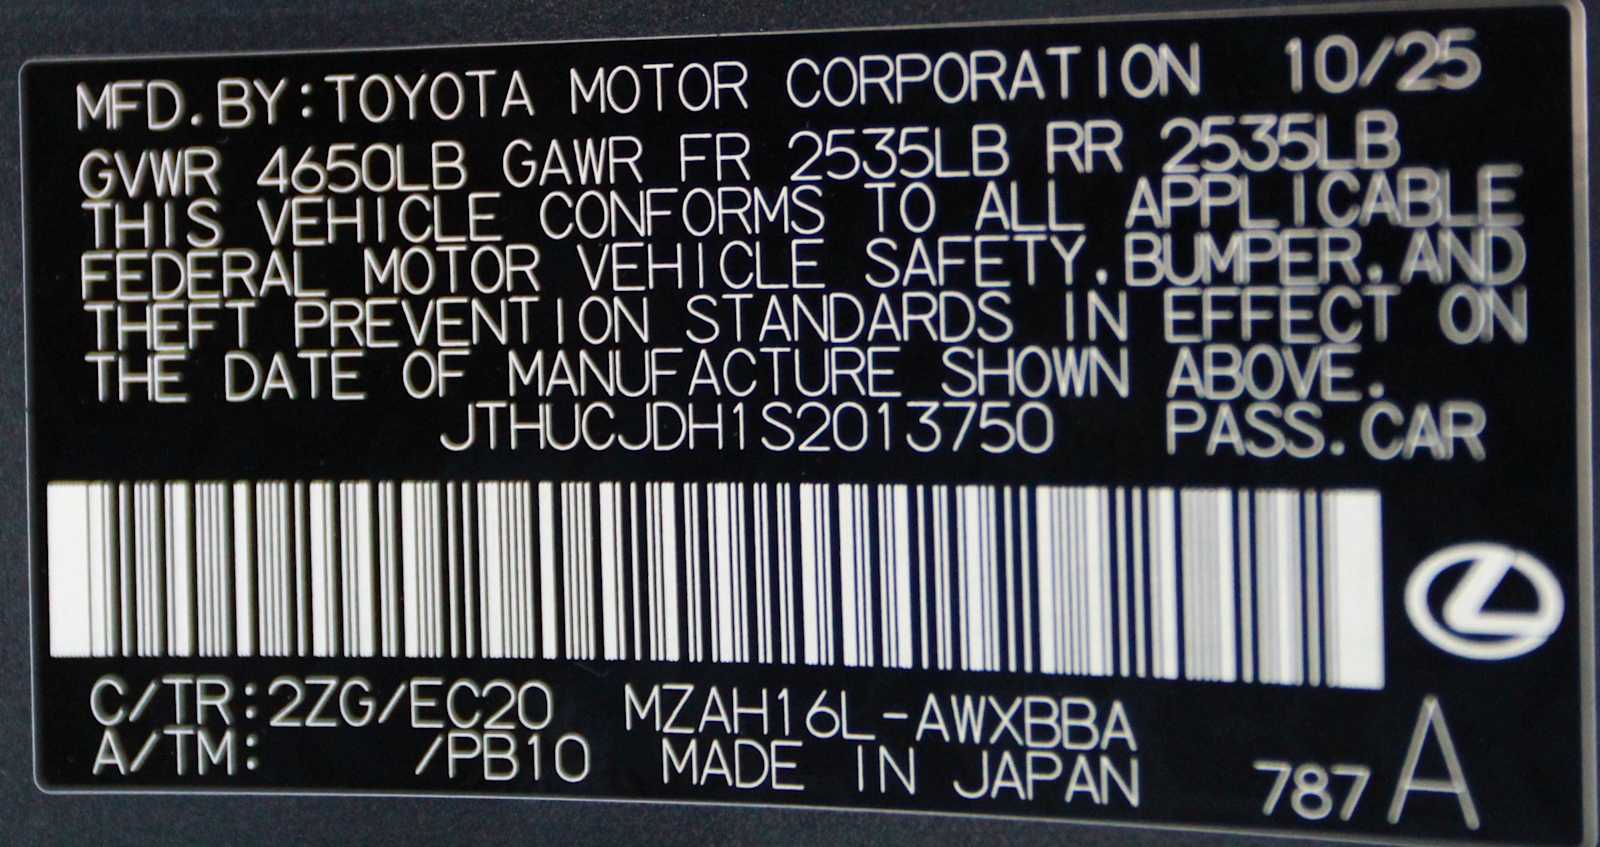 MFD. BY:TOYOTA MOTOR CORPORATION 10/25
GVWR 4650LB GAWR FR 2535LB RR 2535LB
THIS VEHICLE CONFORMS TO ALL APPLICABLE
FEDERAL MOTOR VEHICLE SAFETY, BUMPER, AND
THEFT PREVENTION STANDARDS IN EFFECT ON
THE DATE OF MANUFACTURE SHOWN ABOVE.
JTHUCJDH1S2013750 PASS.CAR
C/TR:2ZG/EC20 MZAH16L-AWXBBA
A/TM: /PB10 MADE IN JAPAN 787 A